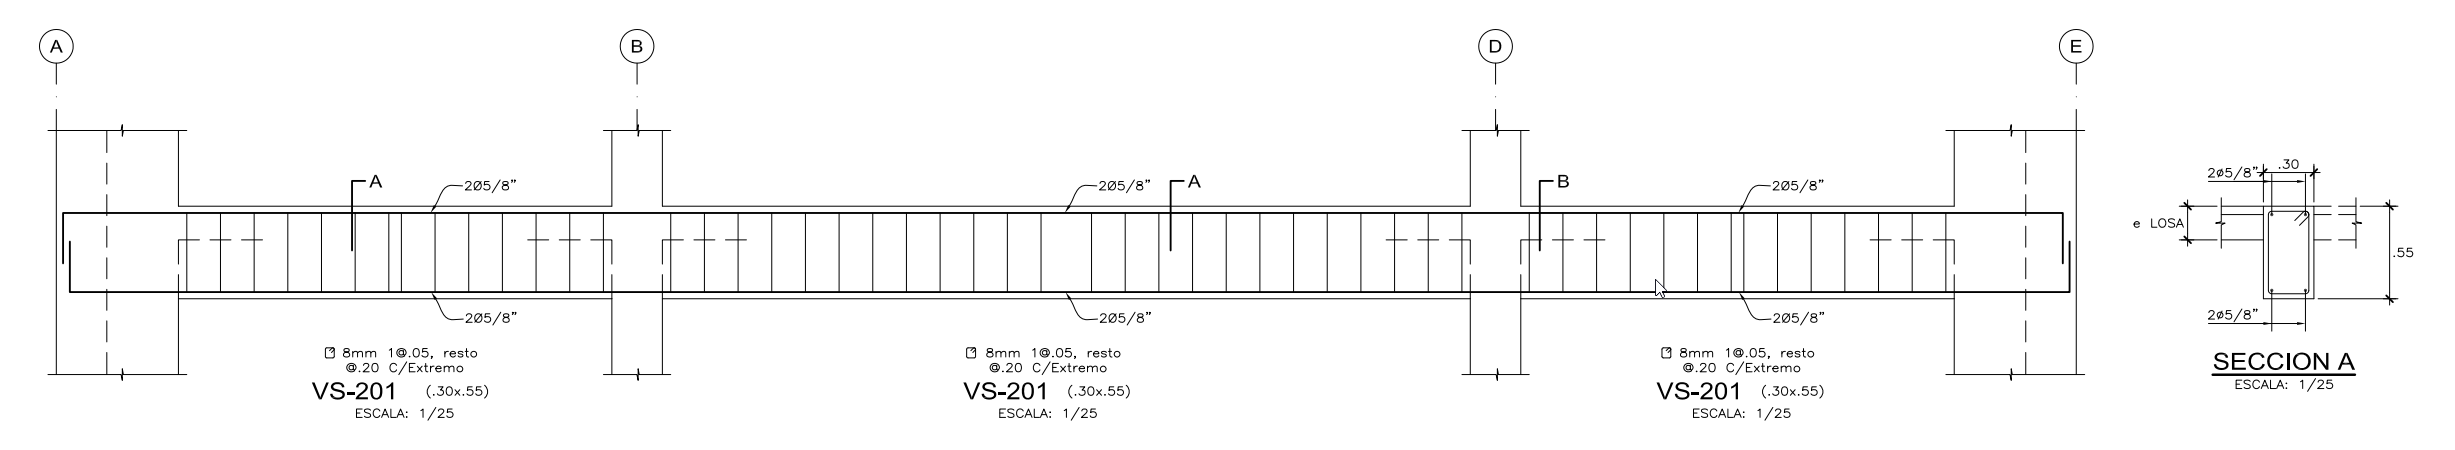 A
B
D
E
A
2Ø5/8"
2Ø5/8"
A
B
2Ø5/8"
2Ø5/8"
2Ø5/8"
2Ø5/8"
8mm 1@.05, resto
@.20 C/Extremo
VS-201 (.30x.55)
ESCALA: 1/25
8mm 1@.05, resto
@.20 C/Extremo
VS-201 (.30x.55)
ESCALA: 1/25
8mm 1@.05, resto
@.20 C/Extremo
VS-201 (.30x.55)
ESCALA: 1/25
.30
2ø5/8"
e LOSA
.55
2ø5/8"
SECCION A
ESCALA: 1/25